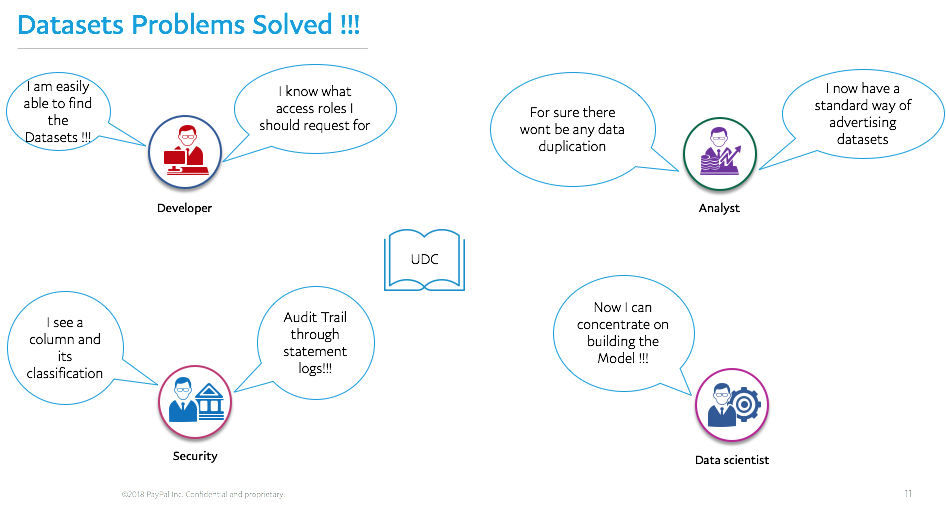 Datasets Problems Solved !!!
I am easily
able to find
the
Datasets !!!
I know what
access roles I
should request for
Developer
For sure there
wont be any data
duplication
I now have a
standard way of
advertising
datasets
Analyst
UDC
I see a
column and
its
classification
Audit Trail
through
statement
logs!!!
Security
Now I can
concentrate on
building the
Model !!!
Data scientist
©2018 PayPal Inc. Confidential and proprietary.
11